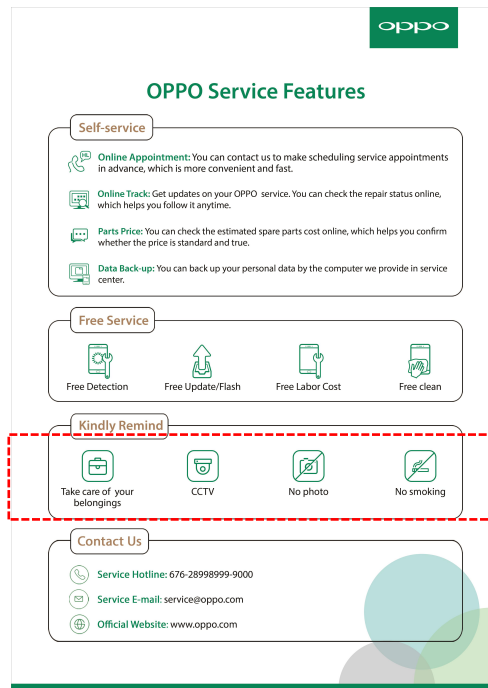 oppo
OPPO Service Features
Self-service
HI,
Online Appointment: You can contact us to make scheduling service appointments
in advance, which is more convenient and fast.
Online Track: Get updates on your OPPO service. You can check the repair status online,
which helps you follow it anytime.
Parts Price: You can check the estimated spare parts cost online, which helps you confirm
whether the price is standard and true.
Data Back-up: You can back up your personal data by the computer we provide in service
center.
Free Service
Free Detection
Free Update/Flash
Free Labor Cost
Free clean
Kindly Remind
Take care of your
belongings
CCTV
No photo
No smoking
Contact Us
Service Hotline: 676-28998999-9000
Service E-mail: service@oppo.com
Official Website: www.oppo.com